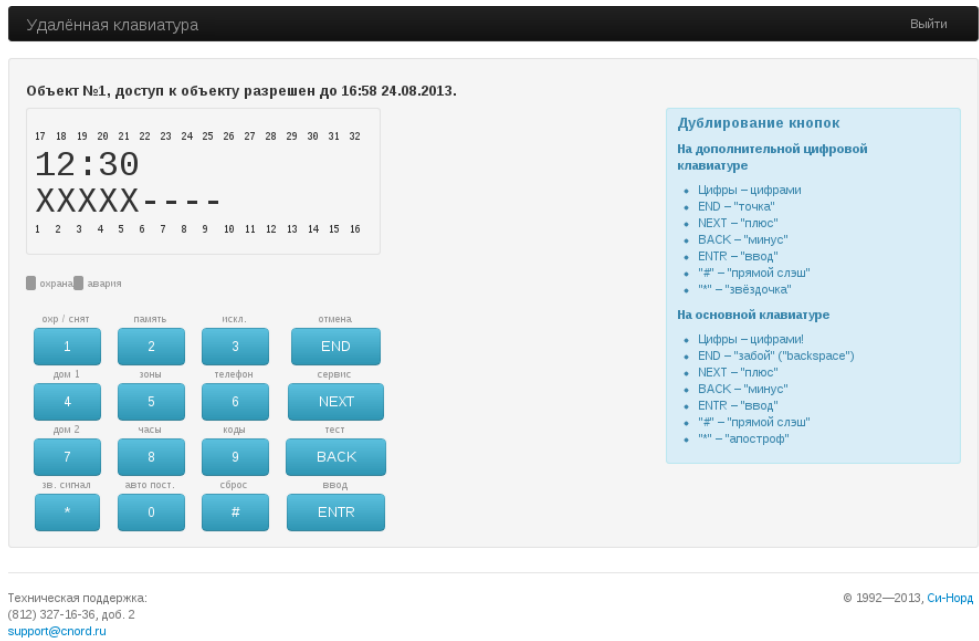 Удалённая клавиатура Выйти
Объект №1, доступ к объекту разрешен до 16:58 24.08.2013.
17 18 19 20 21 22 23 24 25 26 27 28 29 30 31 32
12:30
XXXXX----
1 2 3 4 5 6 7 8 9 10 11 12 13 14 15 16
охрана авария
охр / снят память искл. отмена
1 2 3 END
дом 1 зоны телефон сервис
4 5 6 NEXT
дом 2 часы коды тест
7 8 9 BACK
зв. сигнал авто пост. сброс ввод
* 0 # ENTR
Дублирование кнопок
На дополнительной цифровой
клавиатуре
Цифры – цифрами
END – "точка"
NEXT – "плюс"
BACK – "минус"
ENTR – "ввод"
"#" – "прямой слэш"
"*" – "звёздочка"
На основной клавиатуре
Цифры – цифрами!
END – "забой" ("backspace")
NEXT – "плюс"
BACK – "минус"
ENTR – "ввод"
"#" – "прямой слэш"
"*" – "апостроф"
Техническая поддержка:
(812) 327-16-36, доб. 2
support@cnord.ru
© 1992—2013, Си-Норд